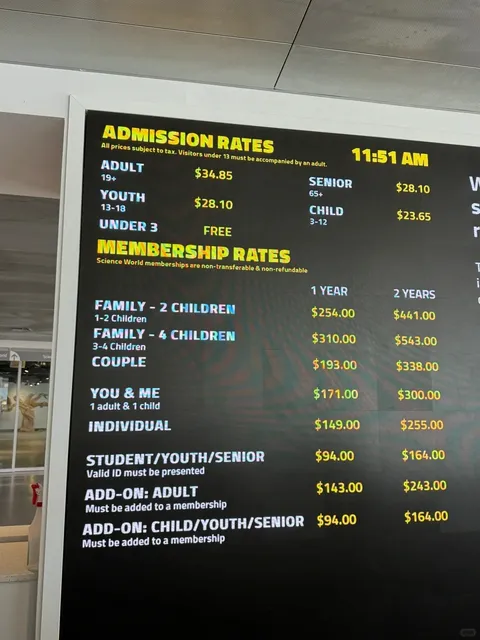 ADMISSION RATES
All prices subject to tax. Visitors under 13 must be accompanied by an adult.
11:51 AM
ADULT
19+
$34.85
SENIOR
65+
$28.10
YOUTH
13-18
$28.10
CHILD
3-12
$23.65
UNDER 3
FREE
MEMBERSHIP RATES
Science World memberships are non-transferable & non-refundable
1 YEAR 2 YEARS
FAMILY - 2 CHILDREN $254.00 $441.00
1-2 Children
FAMILY - 4 CHILDREN $310.00 $543.00
3-4 Children
COUPLE $193.00 $338.00
YOU & ME $171.00 $300.00
1 adult & 1 child
INDIVIDUAL $149.00 $255.00
STUDENT/YOUTH/SENIOR $94.00 $164.00
Valid ID must be presented
ADD-ON: ADULT $143.00 $243.00
Must be added to a membership
ADD-ON: CHILD/YOUTH/SENIOR $94.00 $164.00
Must be added to a membership